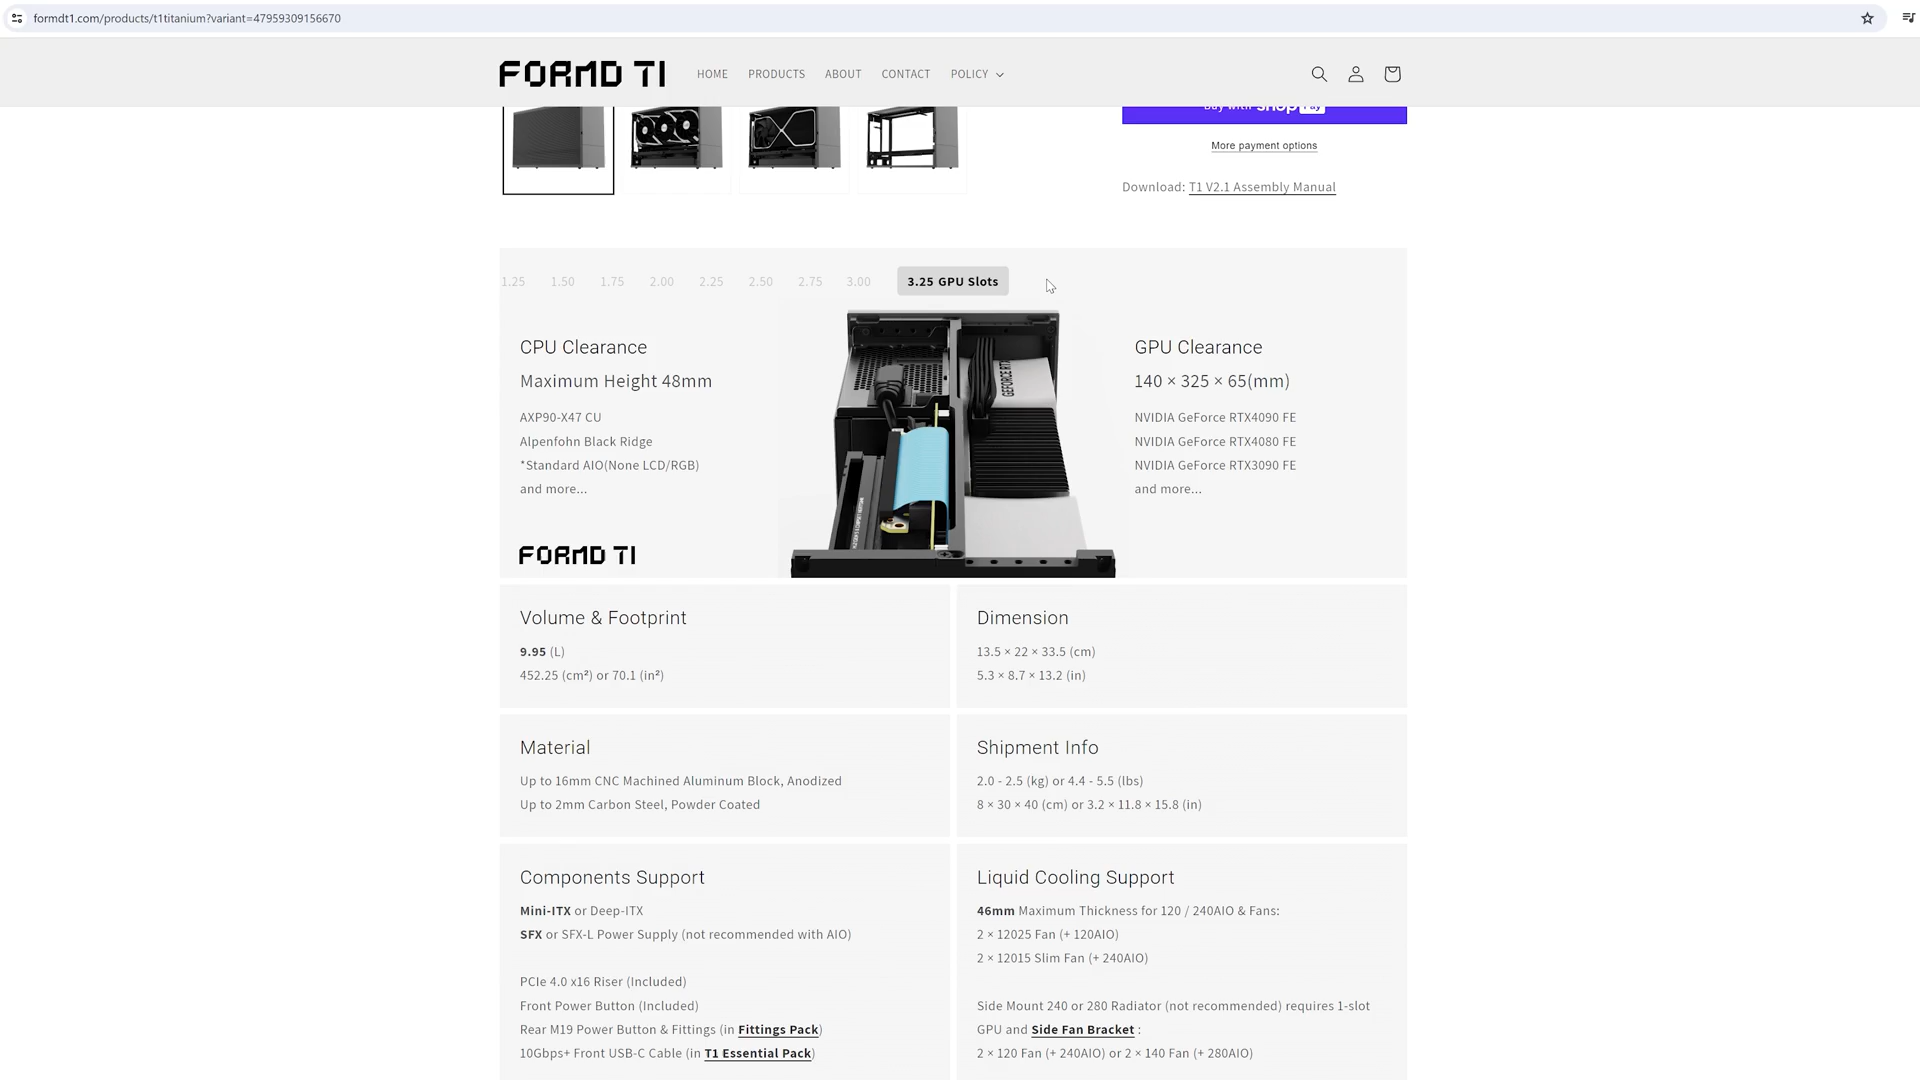 formdt1.com/products/t1titanium?variant=47959309156670
FORMD T1
HOME
PRODUCTS
ABOUT
CONTACT
POLICY
Buy with shop Pay
More payment options
Download: T1 V2.1 Assembly Manual
1.25 1.50 1.75 2.00 2.25 2.50 2.75 3.00 3.25 GPU Slots
CPU Clearance
Maximum Height 48mm
AXP90-X47 CU
Alpenfohn Black Ridge
*Standard AIO(None LCD/RGB)
and more...
FORMD T1
GEFORCE RTX
GPU Clearance
140 × 325 × 65(mm)
NVIDIA GeForce RTX4090 FE
NVIDIA GeForce RTX4080 FE
NVIDIA GeForce RTX3090 FE
and more...
Volume & Footprint
9.95 (L)
452.25 (cm²) or 70.1 (in²)
Dimension
13.5 × 22 × 33.5 (cm)
5.3 × 8.7 × 13.2 (in)
Material
Up to 16mm CNC Machined Aluminum Block, Anodized
Up to 2mm Carbon Steel, Powder Coated
Shipment Info
2.0 - 2.5 (kg) or 4.4 - 5.5 (lbs)
8 × 30 × 40 (cm) or 3.2 × 11.8 × 15.8 (in)
Components Support
Mini-ITX or Deep-ITX
SFX or SFX-L Power Supply (not recommended with AIO)
PCIe 4.0 x16 Riser (Included)
Front Power Button (Included)
Rear M19 Power Button & Fittings (in Fittings Pack)
10Gbps+ Front USB-C Cable (in T1 Essential Pack)
Liquid Cooling Support
46mm Maximum Thickness for 120 / 240AIO & Fans:
2 × 12025 Fan (+ 120AIO)
2 × 12015 Slim Fan (+ 240AIO)
Side Mount 240 or 280 Radiator (not recommended) requires 1-slot
GPU and Side Fan Bracket :
2 × 120 Fan (+ 240AIO) or 2 × 140 Fan (+ 280AIO)